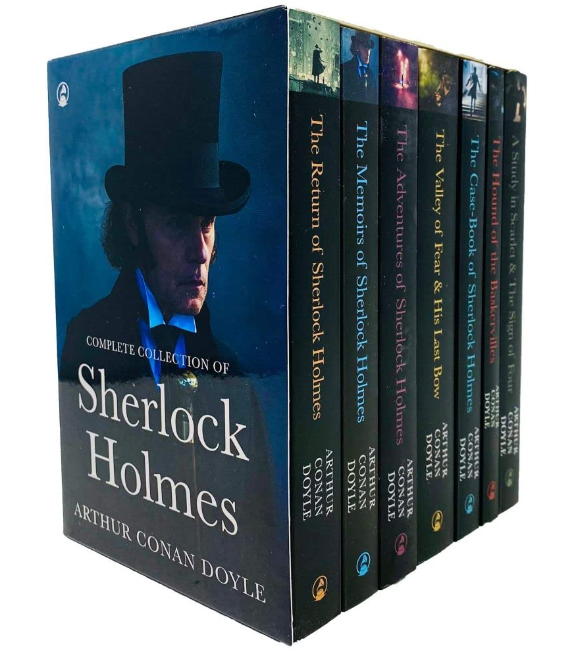 COMPLETE COLLECTION OF
Sherlock
Holmes
ARTHUR CONAN DOYLE
The Return of Sherlock Holmes
ARTHUR
CONAN
DOYLE
The Memoirs of Sherlock Holmes
ARTHUR
CONAN
DOYLE
The Adventures of Sherlock Holmes
ARTHUR
CONAN
DOYLE
The Valley of Fear & His Last Bow
ARTHUR
CONAN
DOYLE
The Case-Book of Sherlock Holmes
ARTHUR
CONAN
DOYLE
The Hound of the Baskervilles
ARTHUR
CONAN
DOYLE
A Study in Scarlet & The Sign of Four
ARTHUR
CONAN
DOYLE